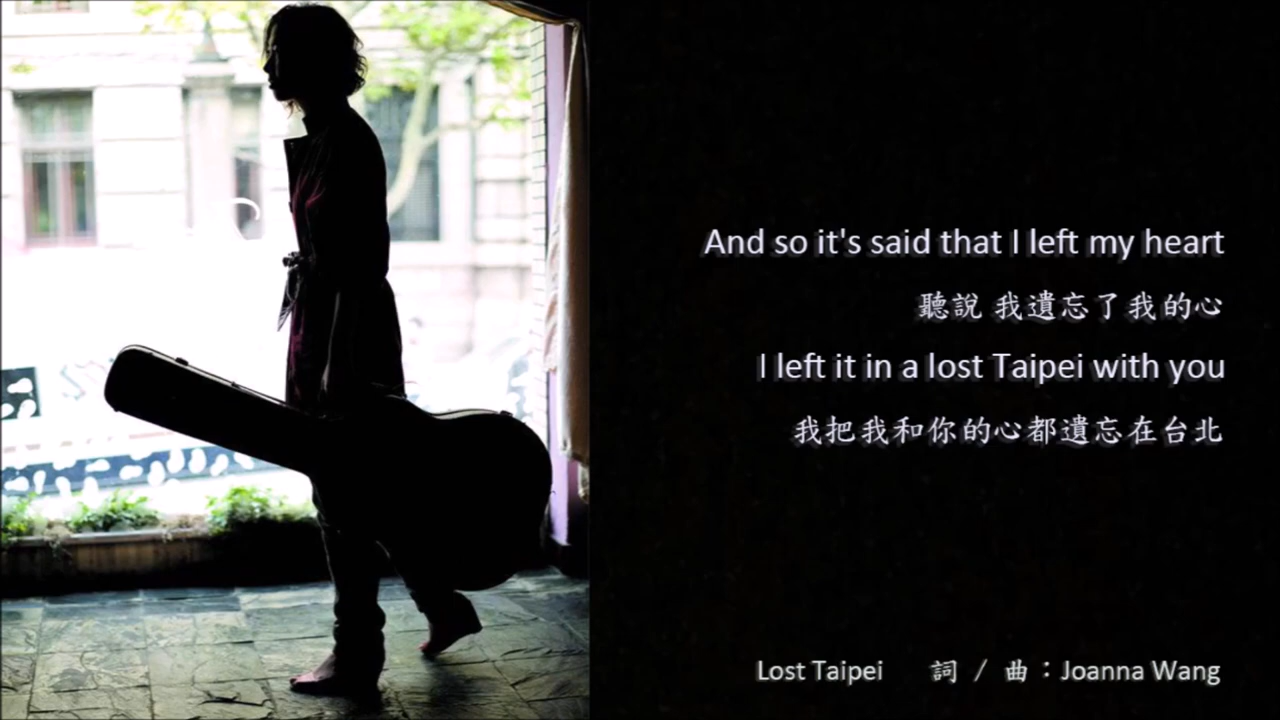 And so it's said that I left my heart
聽說 我遺忘了我的心
I left it in a lost Taipei with you
我把我和你的心都遺忘在台北
Lost Taipei 詞 / 曲：Joanna Wang